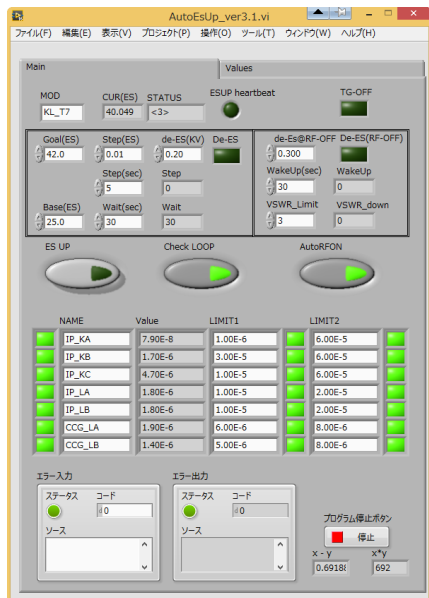 AutoEsUp_ver3.1.vi
ファイル(F) 編集(E) 表示(V) プロジェクト(P) 操作(O) ツール(T) ウィンドウ(W) ヘルプ(H)
Main Values
MOD CUR(ES) STATUS ESUP heartbeat TG-OFF
KL_T7 40.049 <3>
Goal(ES) Step(ES) de-ES(KV) De-ES de-Es@RF-OFF De-ES(RF-OFF)
42.0 0.01 0.20 0.300
Step(sec) Step WakeUp(sec) WakeUp
5 0 30 0
Base(ES) Wait(sec) Wait VSWR_Limit VSWR_down
25.0 30 30 3 0
ES UP Check LOOP AutoRFON
NAME Value LIMIT1 LIMIT2
IP_KA 7.90E-8 1.00E-6 6.00E-5
IP_KB 1.70E-6 3.00E-5 6.00E-5
IP_KC 4.70E-6 1.00E-5 6.00E-5
IP_LA 1.80E-6 1.00E-5 2.00E-5
IP_LB 1.80E-6 1.00E-5 2.00E-5
CCG_LA 1.90E-6 6.00E-6 8.00E-6
CCG_LB 1.40E-6 5.00E-6 8.00E-6
エラー入力 エラー出力
ステータス コード ステータス コード
d0 d0
ソース ソース
プログラム停止ボタン
停止
x - y x*y
0.6918 692